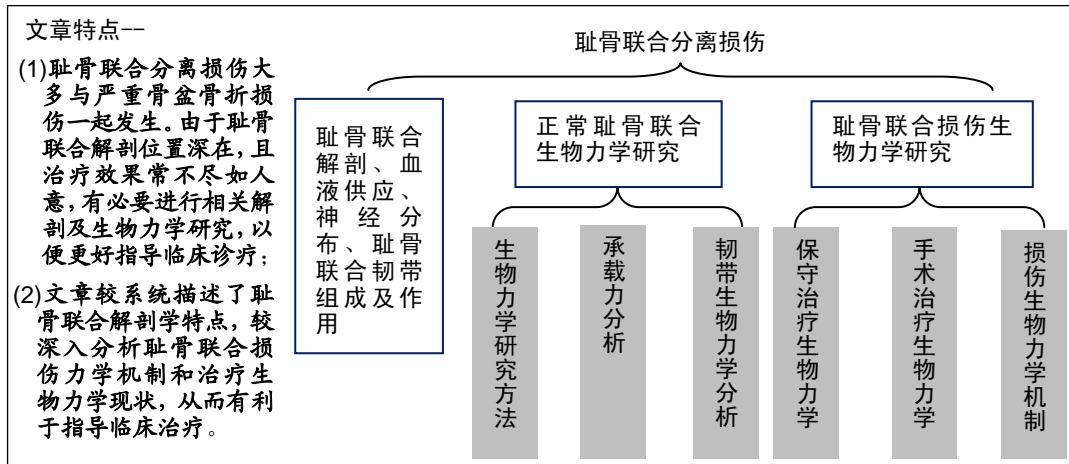 文章特点--
(1)耻骨联合分离损伤大
多与严重骨盆骨折损
伤一起发生。由于耻骨
联合解剖位置深在，且
治疗效果常不尽如人
意，有必要进行相关解
剖及生物力学研究，以
便更好指导临床诊疗；
(2)文章较系统描述了耻
骨联合解剖学特点，较
深入分析耻骨联合损
伤力学机制和治疗生
物力学现状，从而有利
于指导临床治疗。
耻骨联合分离损伤
耻骨联合
解剖、血
液供应、
神经分
布、耻骨
联合韧带
组成及作
用
正常耻骨联合
生物力学研究
耻骨联合损伤生
物力学研究
生物力学研究方法
承载力分析
韧带生物力学分析
保守治疗生物力学
手术治疗生物力学
损伤生物力学机制